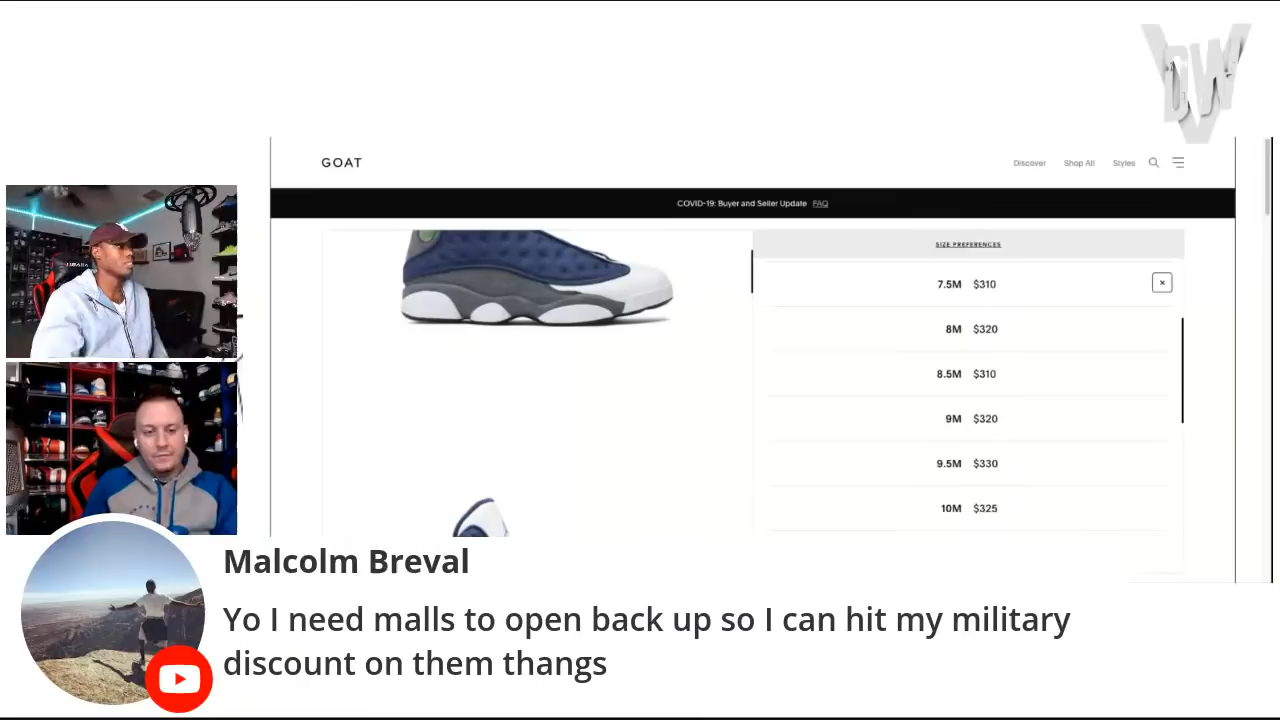 DCW
GOAT
Discover Shop All Styles
COVID-19: Buyer and Seller Update FAQ
SIZE PREFERENCES
7.5M $310
8M $320
8.5M $310
9M $320
9.5M $330
10M $325
Malcolm Breval
Yo I need malls to open back up so I can hit my military
discount on them thangs